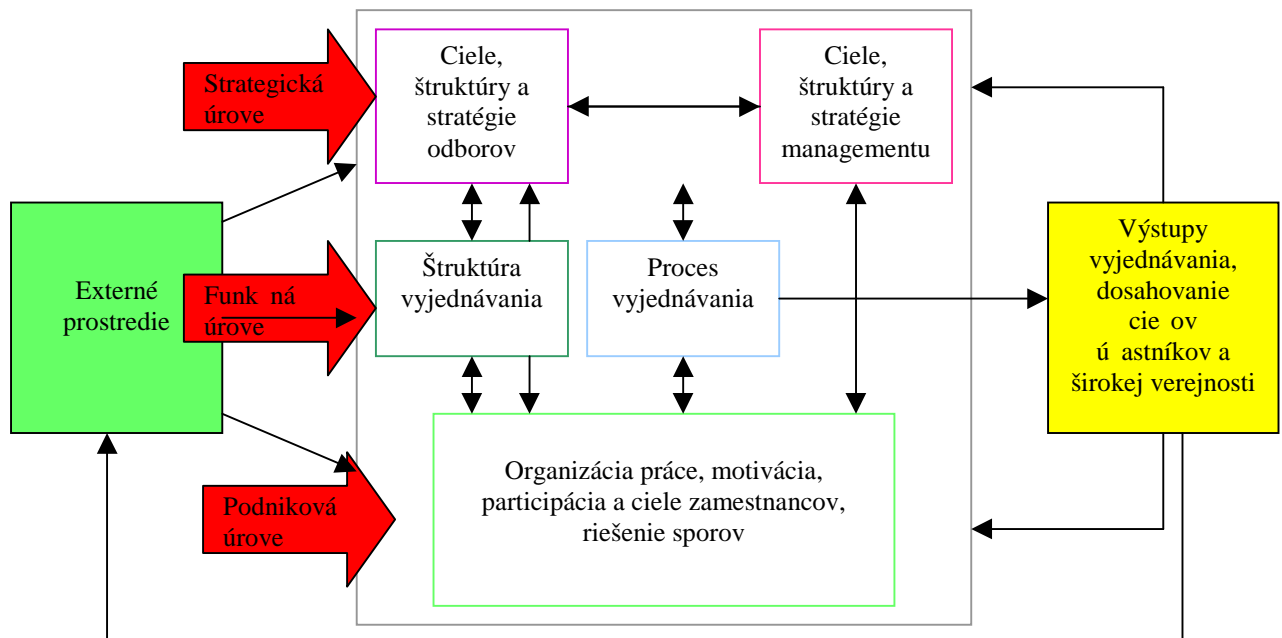 Strategická
úrove
Ciele,
štruktúry a
stratégie
odborov
Ciele,
štruktúry a
stratégie
managementu
Externé
prostredie
Funk ná
úrove
Štruktúra
vyjednávania
Proces
vyjednávania
Výstupy
vyjednávania,
dosahovanie
cie ov
ú astníkov a
širokej verejnosti
Podniková
úrove
Organizácia práce, motivácia,
participácia a ciele zamestnancov,
riešenie sporov